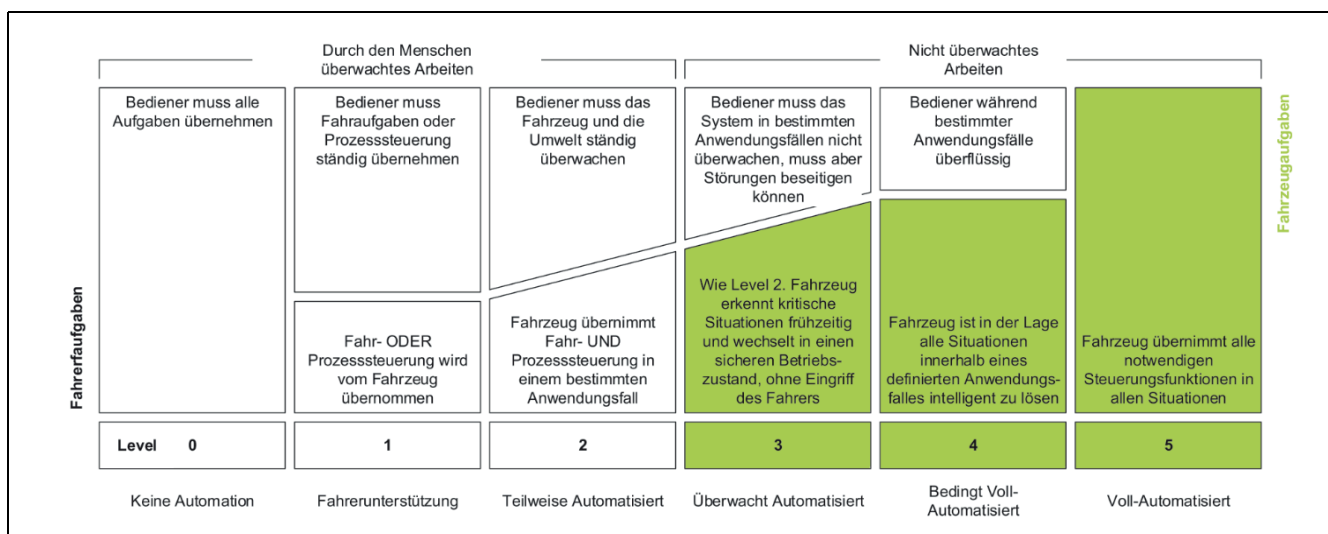 Durch den Menschen
überwachtes Arbeiten
Nicht überwachtes
Arbeiten
Bediener muss alle
Aufgaben übernehmen
Bediener muss
Fahraufgaben oder
Prozesssteuerung
ständig übernehmen
Bediener muss das
Fahrzeug und die
Umwelt ständig
überwachen
Bediener muss das
System in bestimmten
Anwendungsfällen nicht
überwachen, muss aber
Störungen beseitigen
können
Bediener während
bestimmter
Anwendungsfälle
überflüssig
Fahrzeugaufgaben
Fahrerfaufgaben
Fahr- ODER
Prozesssteuerung wird
vom Fahrzeug
übernommen
Fahrzeug übernimmt
Fahr- UND
Prozesssteuerung in
einem bestimmten
Anwendungsfall
Wie Level 2. Fahrzeug
erkennt kritische
Situationen frühzeitig
und wechselt in einen
sicheren Betriebs-
zustand, ohne Eingriff
des Fahrers
Fahrzeug ist in der Lage
alle Situationen
innerhalb eines
definierten Anwendungs-
falles intelligent zu lösen
Fahrzeug übernimmt alle
notwendigen
Steuerungsfunktionen in
allen Situationen
Level 0
1
2
3
4
5
Keine Automation
Fahrerunterstützung
Teilweise Automatisiert
Überwacht Automatisiert
Bedingt Voll-
Automatisiert
Voll-Automatisiert